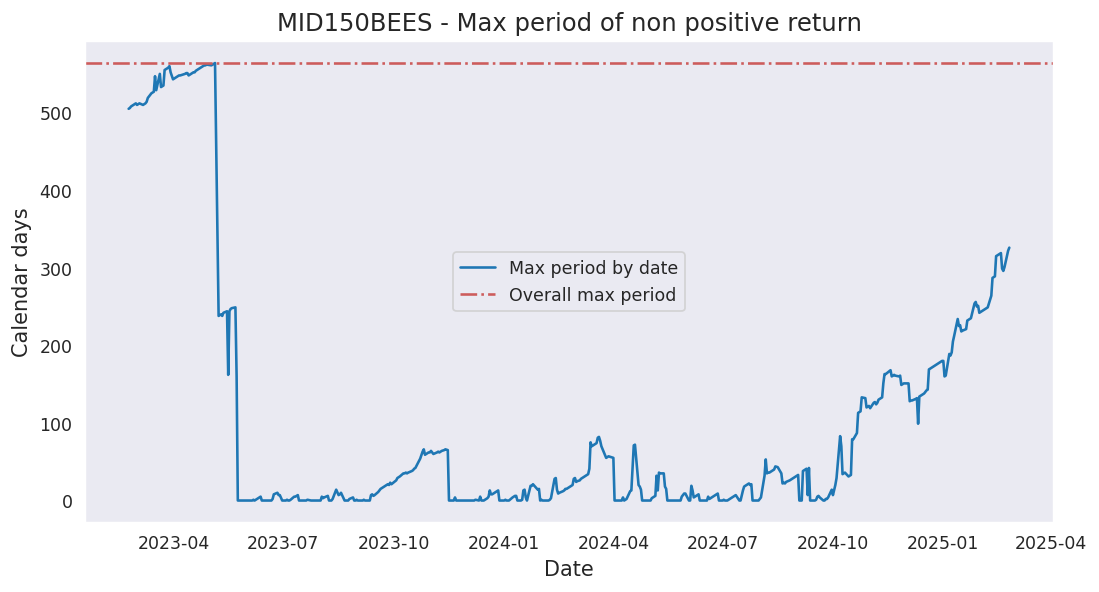 MID150BEES - Max period of non positive return
Calendar days
500
400
300
200
100
0
Max period by date
Overall max period
2023-04 2023-07 2023-10 2024-01 2024-04 2024-07 2024-10 2025-01 2025-04
Date